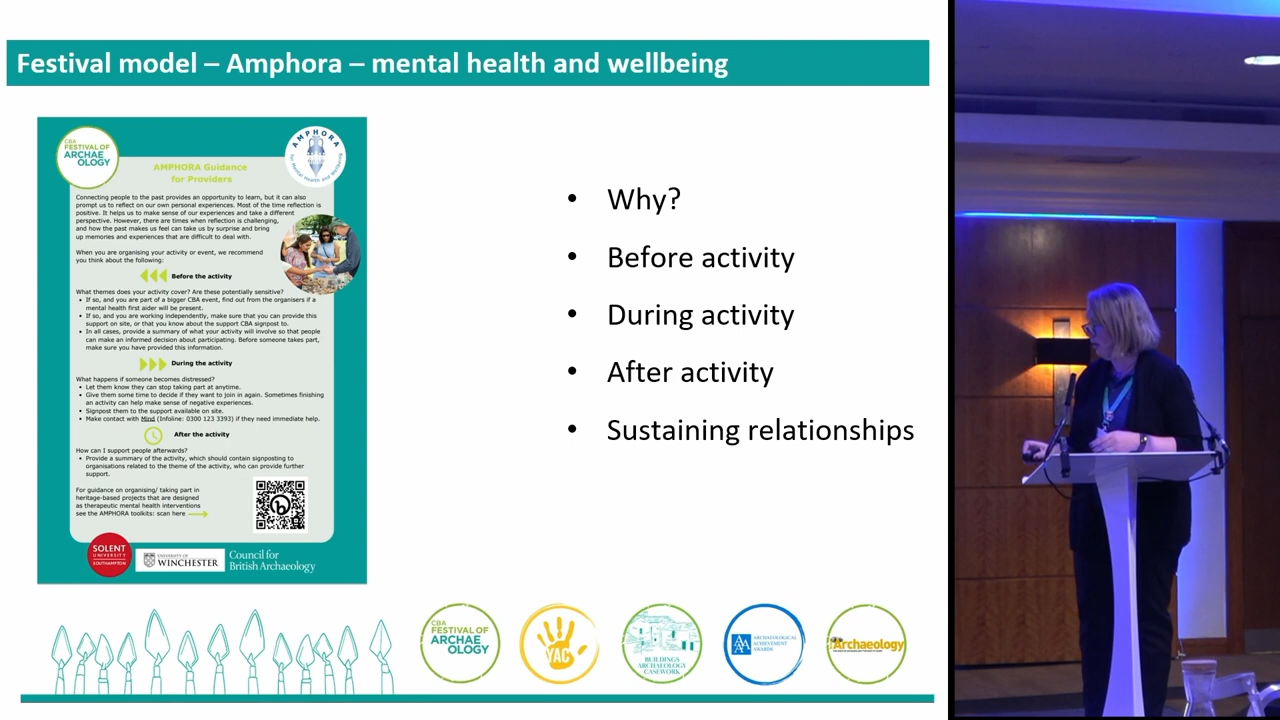 Festival model – Amphora – mental health and wellbeing
CBA
FESTIVAL OF
ARCHAE
OLOGY
AMPHORA
for Mental Health and Wellbeing
AMPHORA Guidance
for Providers
Connecting people to the past provides an opportunity to learn, but it can also
prompt us to reflect on our own personal experiences. Most of the time reflection is
positive. It helps us to make sense of our experiences and take a different
perspective. However, there are times when reflection is challenging,
and how the past makes us feel can take us by surprise and bring
up memories and experiences that are difficult to deal with.
When you are organising your activity or event, we recommend
you think about the following:
Before the activity
What themes does your activity cover? Are these potentially sensitive?
• If so, and you are part of a bigger CBA event, find out from the organisers if a
mental health first aider will be present.
• If so, and you are working independently, make sure that you can provide this
support on site, or that you know about the support CBA signpost to.
• In all cases, provide a summary of what your activity will involve so that people
can make an informed decision about participating. Before someone takes part,
make sure you have provided this information.
During the activity
What happens if someone becomes distressed?
• Let them know they can stop taking part at anytime.
• Give them some time to decide if they want to join in again. Sometimes finishing
an activity can help make sense of negative experiences.
• Signpost them to the support available on site.
• Make contact with Mind (Infoline: 0300 123 3393) if they need immediate help.
After the activity
How can I support people afterwards?
• Provide a summary of the activity, which should contain signposting to
organisations related to the theme of the activity, who can provide further
support.
For guidance on organising/ taking part in
heritage-based projects that are designed
as therapeutic mental health interventions
see the AMPHORA toolkits: scan here
SOLENT
UNIVERSITY
SOUTHAMPTON
UNIVERSITY OF
WINCHESTER
Council for
British Archaeology
• Why?
• Before activity
• During activity
• After activity
• Sustaining relationships
CBA
FESTIVAL OF
ARCHAE
OLOGY
YAC
BUILDINGS
ARCHAEOLOGY
CASEWORK
AAA
ARCHAEOLOGICAL
ACHIEVEMENT
AWARDS
Archaeology